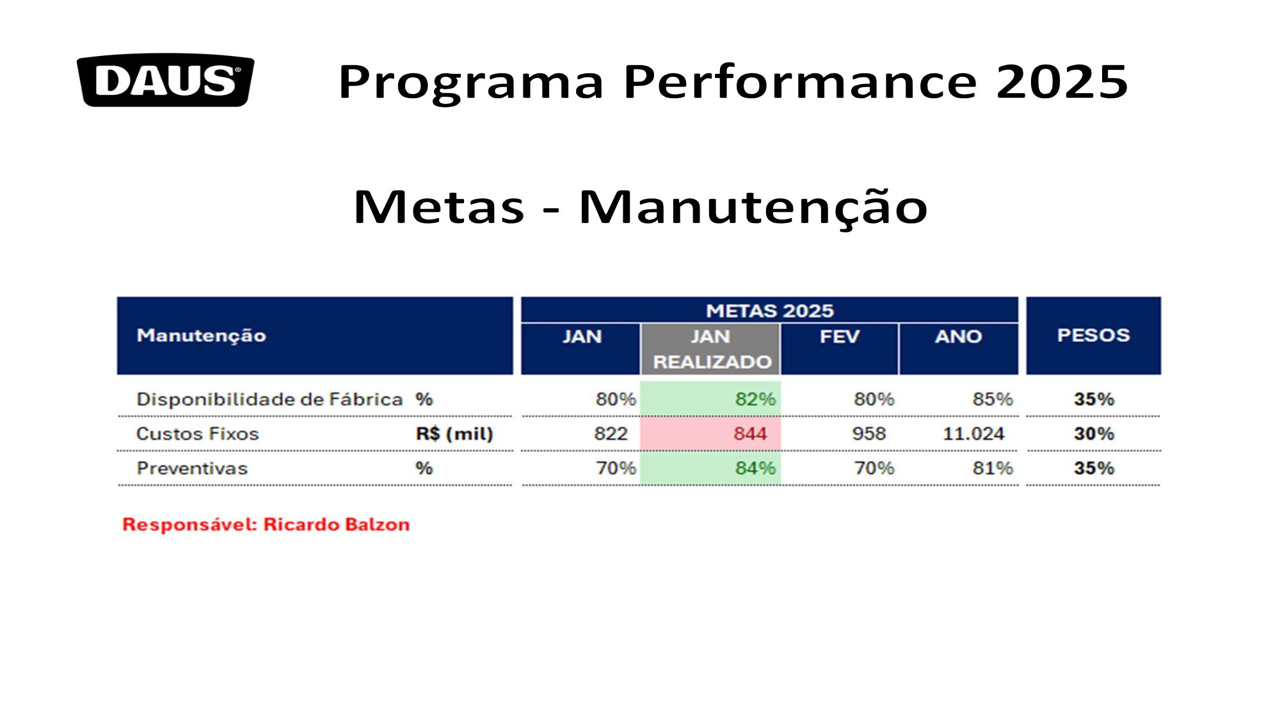 DAUS®
Programa Performance 2025
Metas - Manutenção
Manutenção METAS 2025 PESOS
JAN JAN REALIZADO FEV ANO
Disponibilidade de Fábrica % 80% 82% 80% 85% 35%
Custos Fixos R$ (mil) 822 844 958 11.024 30%
Preventivas % 70% 84% 70% 81% 35%
Responsável: Ricardo Balzon